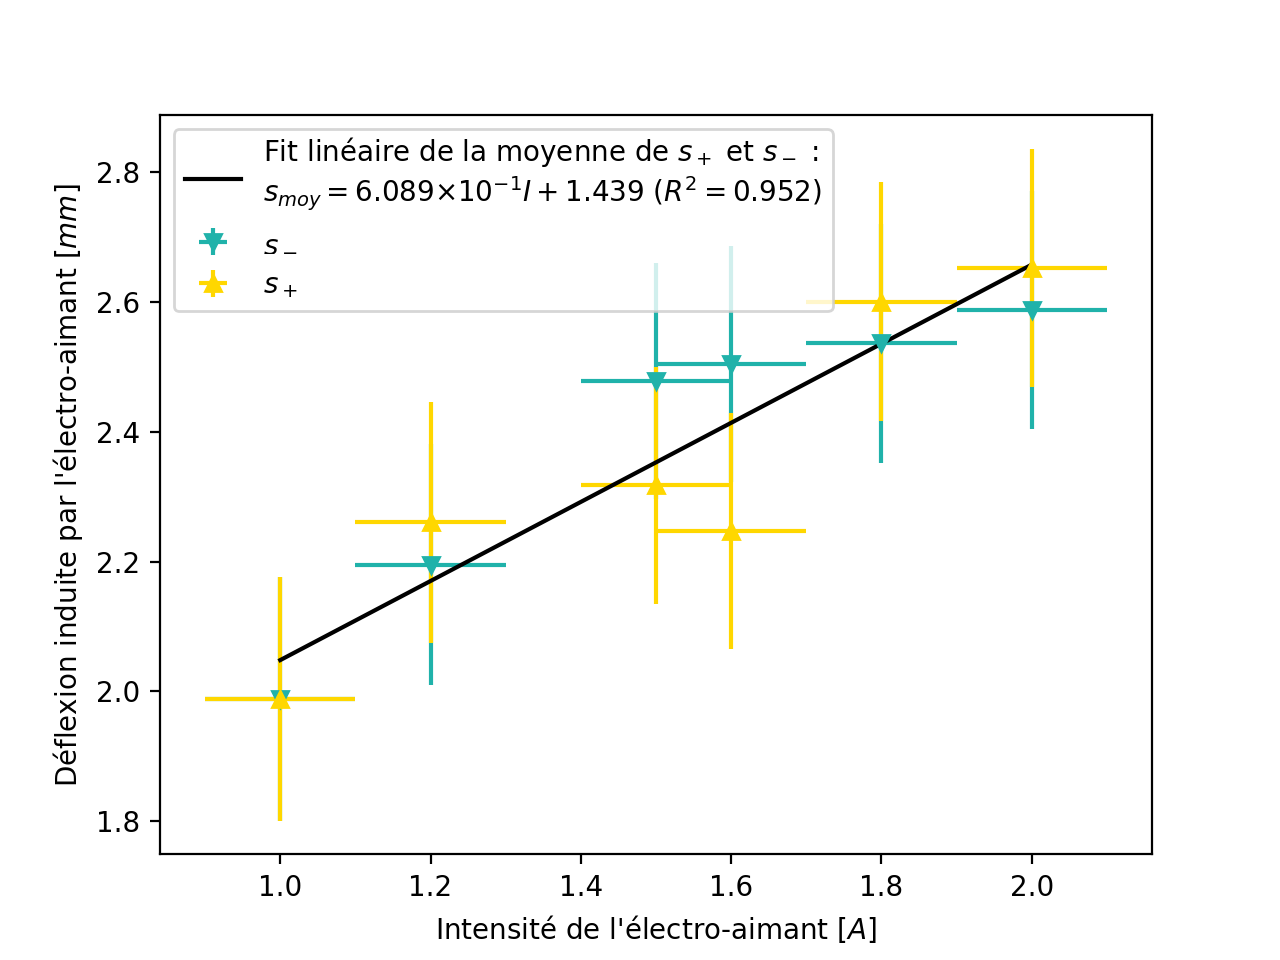 Fit linéaire de la moyenne de s₊ et s₋ :
s_moy = 6.089×10⁻¹I + 1.439 (R² = 0.952)
s₋
s₊
2.8
2.6
2.4
2.2
2.0
1.8
Déflexion induite par l'électro-aimant [mm]
1.0 1.2 1.4 1.6 1.8 2.0
Intensité de l'électro-aimant [A]